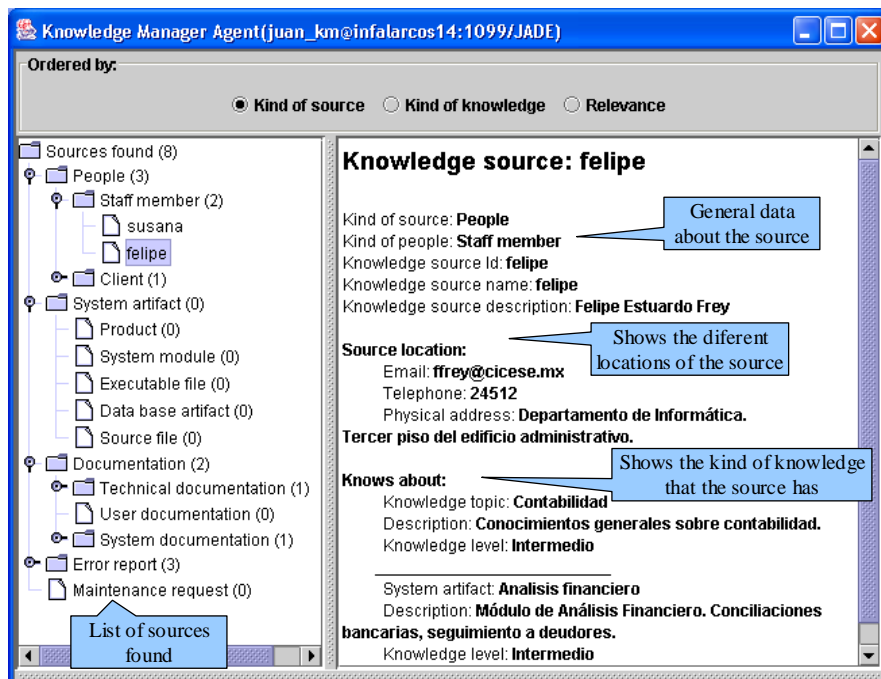 Knowledge Manager Agent(juan_km@infalarcos14:1099/JADE)
Ordered by:
Kind of source Kind of knowledge Relevance
Sources found (8)
People (3)
Staff member (2)
susana
felipe
Client (1)
System artifact (0)
Product (0)
System module (0)
Executable file (0)
Data base artifact (0)
Source file (0)
Documentation (2)
Technical documentation (1)
User documentation (0)
System documentation (1)
Error report (3)
Maintenance request (0)
List of sources
found
Knowledge source: felipe
Kind of source: People
Kind of people: Staff member
Knowledge source Id: felipe
Knowledge source name: felipe
Knowledge source description: Felipe Estuardo Frey
General data
about the source
Source location:
Email: ffrey@cicese.mx
Telephone: 24512
Physical address: Departamento de Informática.
Tercer piso del edificio administrativo.
Shows the diferent
locations of the source
Knows about:
Knowledge topic: Contabilidad
Description: Conocimientos generales sobre contabilidad.
Knowledge level: Intermedio
Shows the kind of knowledge
that the source has
System artifact: Analisis financiero
Description: Módulo de Análisis Financiero. Conciliaciones
bancarias, seguimiento a deudores.
Knowledge level: Intermedio